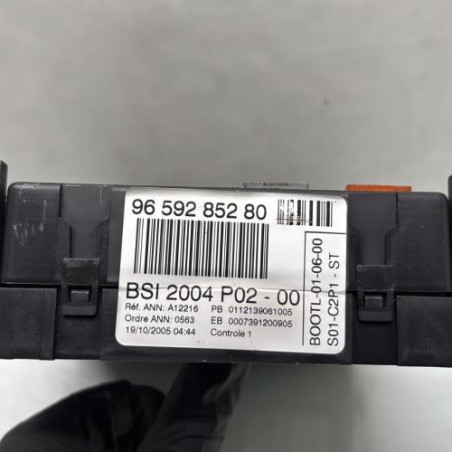 96 592 852 80
BSI 2004 P02 - 00
Réf. ANN: A12216 PB 0112139061005
Ordre ANN: 0563 EB 0007391200905
19/10/2005 04:44 Controle 1
BOOTL-01-06-00
S01-C2P1 - ST